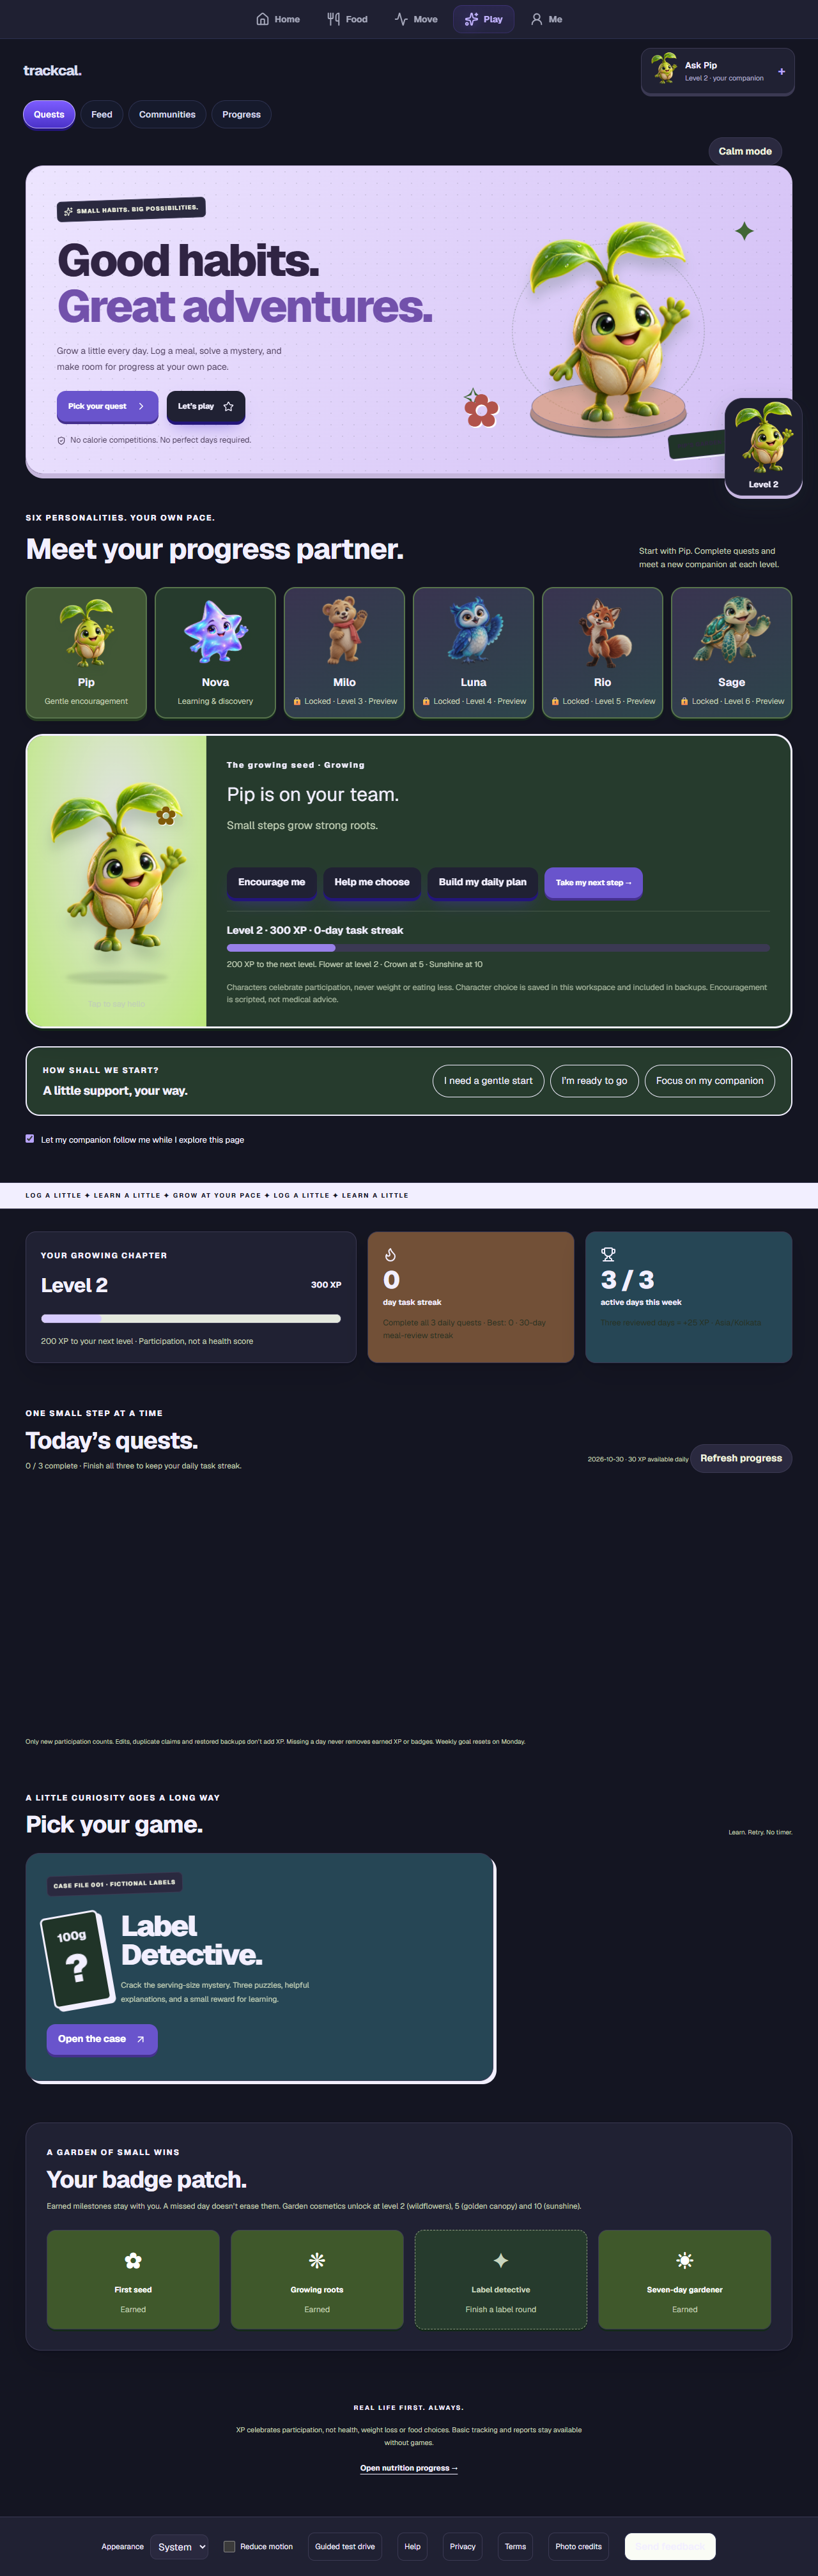 Home
Food
Move
Play
Me
trackcal.
Ask Pip
Level 2 · your companion
+
Quests
Feed
Communities
Progress
Calm mode
SMALL HABITS. BIG POSSIBILITIES.
Good habits.
Great adventures.
Grow a little every day. Log a meal, solve a mystery, and
make room for progress at your own pace.
Pick your quest
Let's play
No calorie competitions. No perfect days required.
Level 2
SIX PERSONALITIES. YOUR OWN PACE.
Meet your progress partner.
Start with Pip. Complete quests and
meet a new companion at each level.
Pip
Gentle encouragement
Nova
Learning & discovery
Milo
Locked · Level 3 · Preview
Luna
Locked · Level 4 · Preview
Rio
Locked · Level 5 · Preview
Sage
Locked · Level 6 · Preview
The growing seed · Growing
Pip is on your team.
Small steps grow strong roots.
Encourage me
Help me choose
Build my daily plan
Take my next step →
Level 2 · 300 XP · 0-day task streak
200 XP to the next level. Flower at level 2 · Crown at 5 · Sunshine at 10
Characters celebrate participation, never weight or eating less. Character choice is saved in this workspace and included in backups. Encouragement
is scripted, not medical advice.
Tap to say hello
HOW SHALL WE START?
A little support, your way.
I need a gentle start
I'm ready to go
Focus on my companion
Let my companion follow me while I explore this page
LOG A LITTLE ✦ LEARN A LITTLE ✦ GROW AT YOUR PACE ✦ LOG A LITTLE ✦ LEARN A LITTLE
YOUR GROWING CHAPTER
Level 2
300 XP
200 XP to your next level · Participation, not a health score
0
day task streak
Complete all 3 daily quests · Best: 0 · 30-day
meal-review streak
3 / 3
active days this week
Three reviewed days = +25 XP · Asia/Kolkata
ONE SMALL STEP AT A TIME
Today's quests.
0 / 3 complete · Finish all three to keep your daily task streak.
2026-10-30 · 30 XP available daily
Refresh progress
Only new participation counts. Edits, duplicate claims and restored backups don't add XP. Missing a day never removes earned XP or badges. Weekly goal resets on Monday.
A LITTLE CURIOSITY GOES A LONG WAY
Pick your game.
Learn. Retry. No timer.
CASE FILE 001 · FICTIONAL LABELS
100g
?
Label
Detective.
Crack the serving-size mystery. Three puzzles, helpful
explanations, and a small reward for learning.
Open the case
A GARDEN OF SMALL WINS
Your badge patch.
Earned milestones stay with you. A missed day doesn't erase them. Garden cosmetics unlock at level 2 (wildflowers), 5 (golden canopy) and 10 (sunshine).
First seed
Earned
Growing roots
Earned
Label detective
Finish a label round
Seven-day gardener
Earned
REAL LIFE FIRST. ALWAYS.
XP celebrates participation, not health, weight loss or food choices. Basic tracking and reports stay available
without games.
Open nutrition progress →
Appearance
System
Reduce motion
Guided test drive
Help
Privacy
Terms
Photo credits